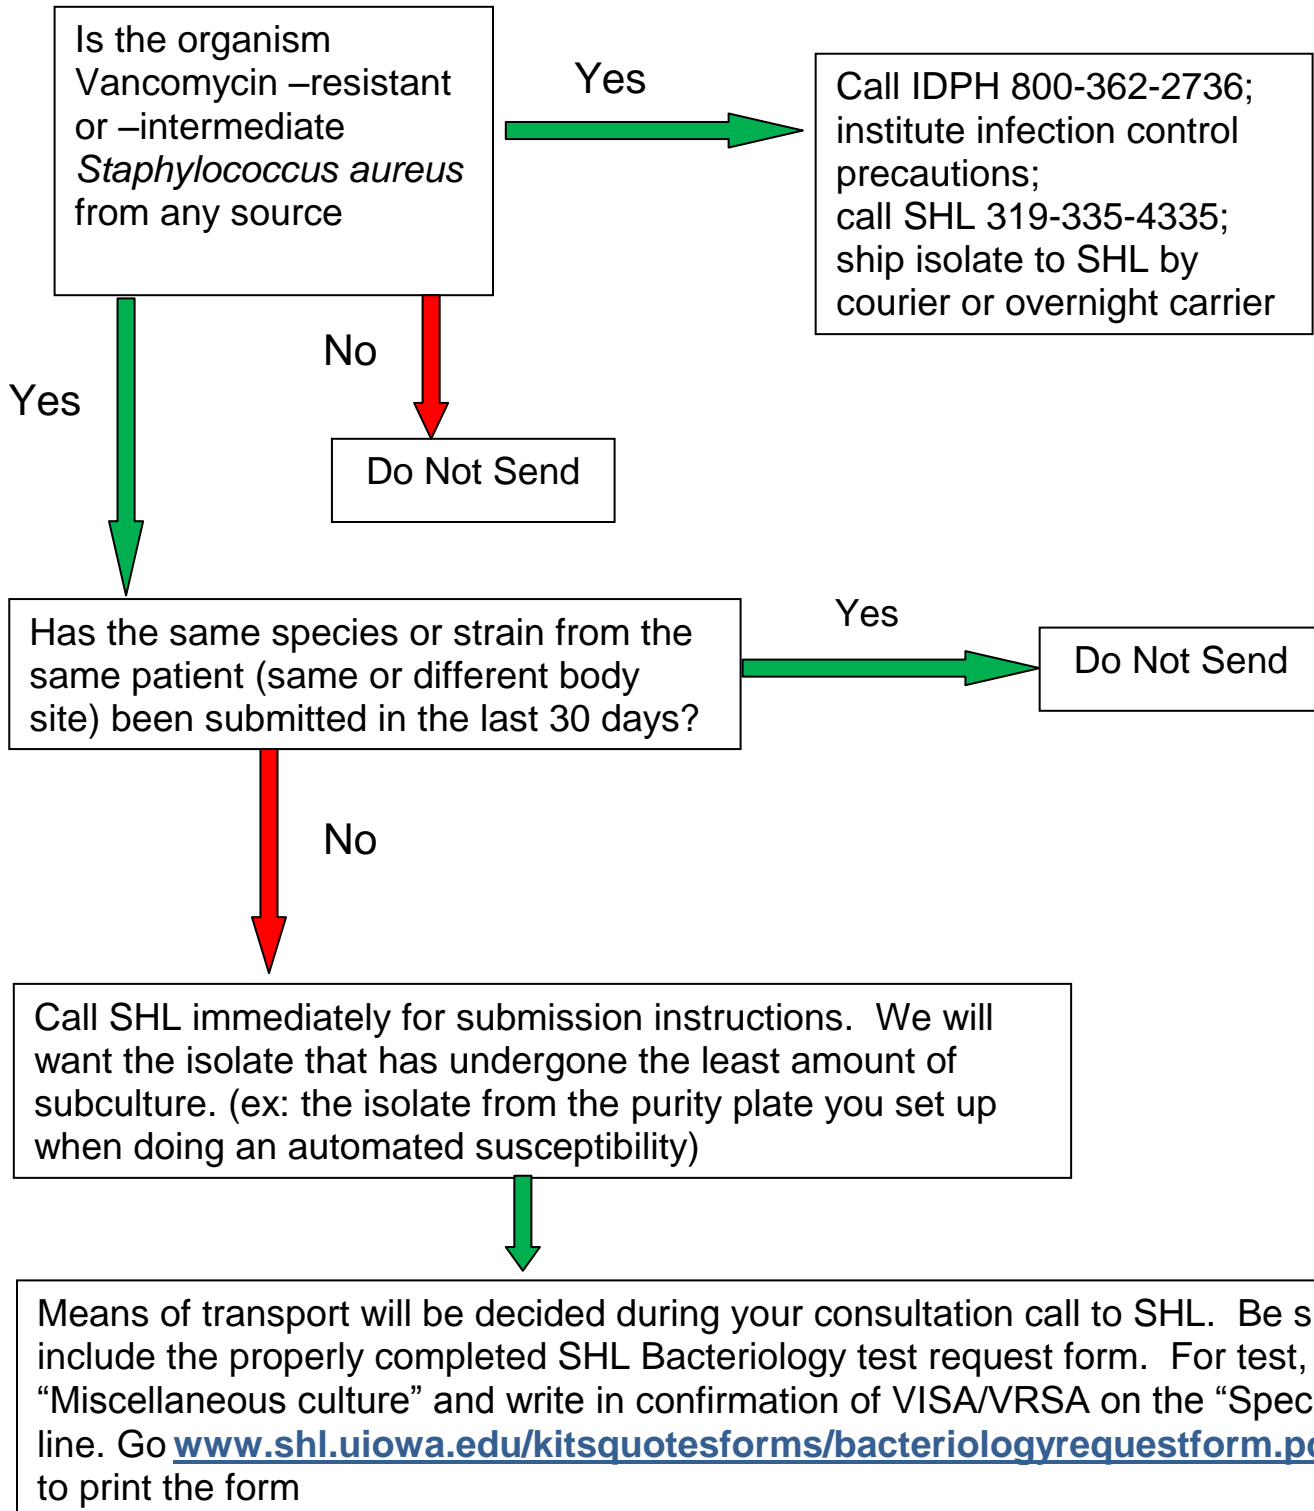 Is the organism
Vancomycin –resistant
or –intermediate
Staphylococcus aureus
from any source
Yes
Call IDPH 800-362-2736;
institute infection control
precautions;
call SHL 319-335-4335;
ship isolate to SHL by
courier or overnight carrier
No
Yes
Do Not Send
Has the same species or strain from the
same patient (same or different body
site) been submitted in the last 30 days?
Yes
Do Not Send
No
Call SHL immediately for submission instructions.  We will
want the isolate that has undergone the least amount of
subculture. (ex: the isolate from the purity plate you set up
when doing an automated susceptibility)
Means of transport will be decided during your consultation call to SHL.  Be
include the properly completed SHL Bacteriology test request form.  For test,
“Miscellaneous culture” and write in confirmation of VISA/VRSA on the
line. Go www.shl.uiowa.edu/kitsquotesforms/bacteriologyrequestform.
to print the form